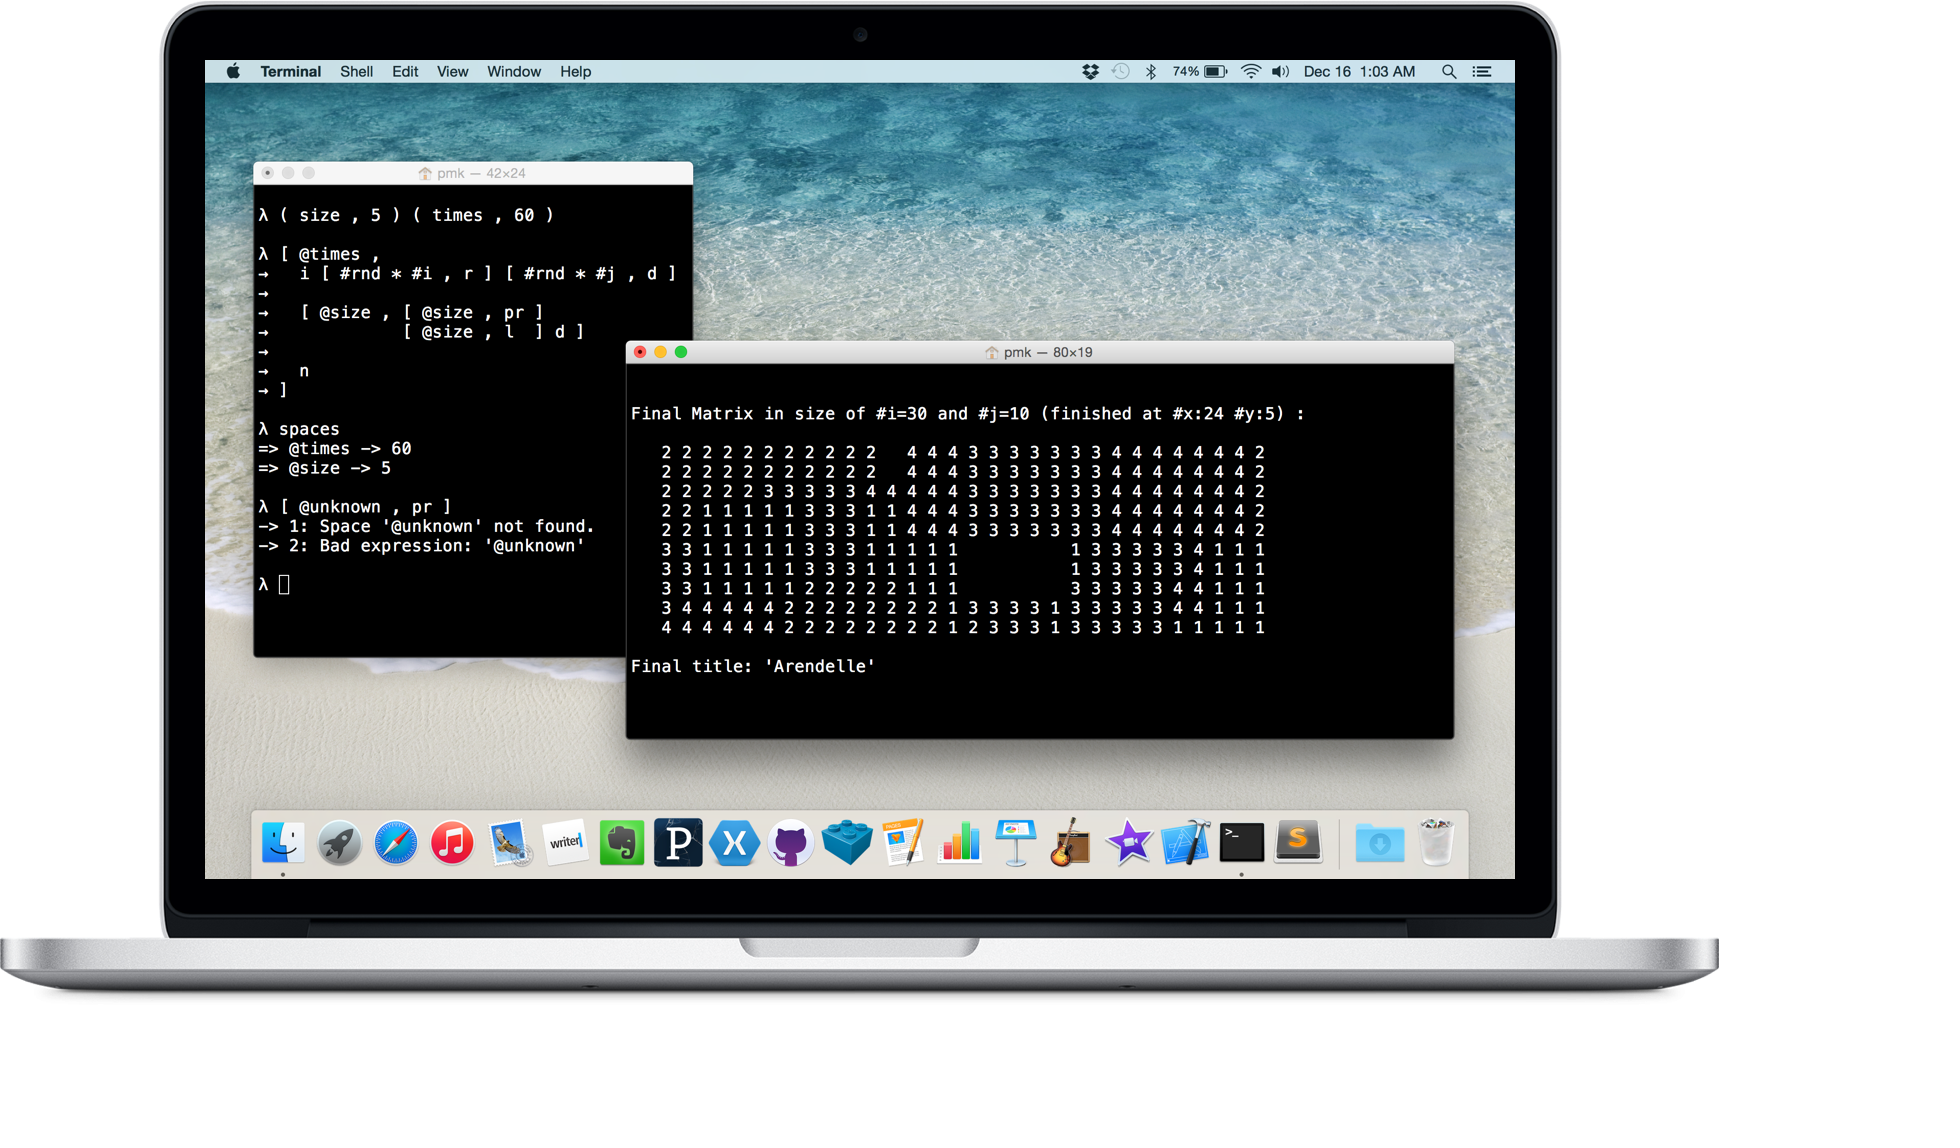 Terminal Shell Edit View Window Help 74% Dec 16 1:03 AM
pmk — 42×24
λ ( size , 5 ) ( times , 60 )
λ [ @times ,
→   i [ #rnd * #i , r ] [ #rnd * #j , d ]
→
→   [ @size , [ @size , pr ]
→             [ @size , l  ] d ]
→
→   n
→ ]
λ spaces
=> @times -> 60
=> @size -> 5
λ [ @unknown , pr ]
-> 1: Space '@unknown' not found.
-> 2: Bad expression: '@unknown'
λ
pmk — 80×19
Final Matrix in size of #i=30 and #j=10 (finished at #x:24 #y:5) :
2 2 2 2 2 2 2 2 2 2 2   4 4 4 3 3 3 3 3 3 3 4 4 4 4 4 4 4 2
2 2 2 2 2 2 2 2 2 2 2   4 4 4 3 3 3 3 3 3 3 4 4 4 4 4 4 4 2
2 2 2 2 2 3 3 3 3 3 4 4 4 4 4 3 3 3 3 3 3 3 4 4 4 4 4 4 4 2
2 2 1 1 1 1 1 3 3 3 1 1 4 4 4 3 3 3 3 3 3 3 4 4 4 4 4 4 4 2
2 2 1 1 1 1 1 3 3 3 1 1 4 4 4 3 3 3 3 3 3 3 4 4 4 4 4 4 4 2
3 3 1 1 1 1 1 3 3 3 1 1 1 1 1           1 3 3 3 3 3 4 1 1 1
3 3 1 1 1 1 1 3 3 3 1 1 1 1 1           1 3 3 3 3 3 4 1 1 1
3 3 1 1 1 1 1 2 2 2 2 2 1 1 1           3 3 3 3 3 4 4 1 1 1
3 4 4 4 4 4 2 2 2 2 2 2 2 2 1 3 3 3 3 1 3 3 3 3 3 4 4 1 1 1
4 4 4 4 4 4 2 2 2 2 2 2 2 2 1 2 3 3 3 1 3 3 3 3 3 1 1 1 1 1
Final title: 'Arendelle'
writer P X PAGES >_ S